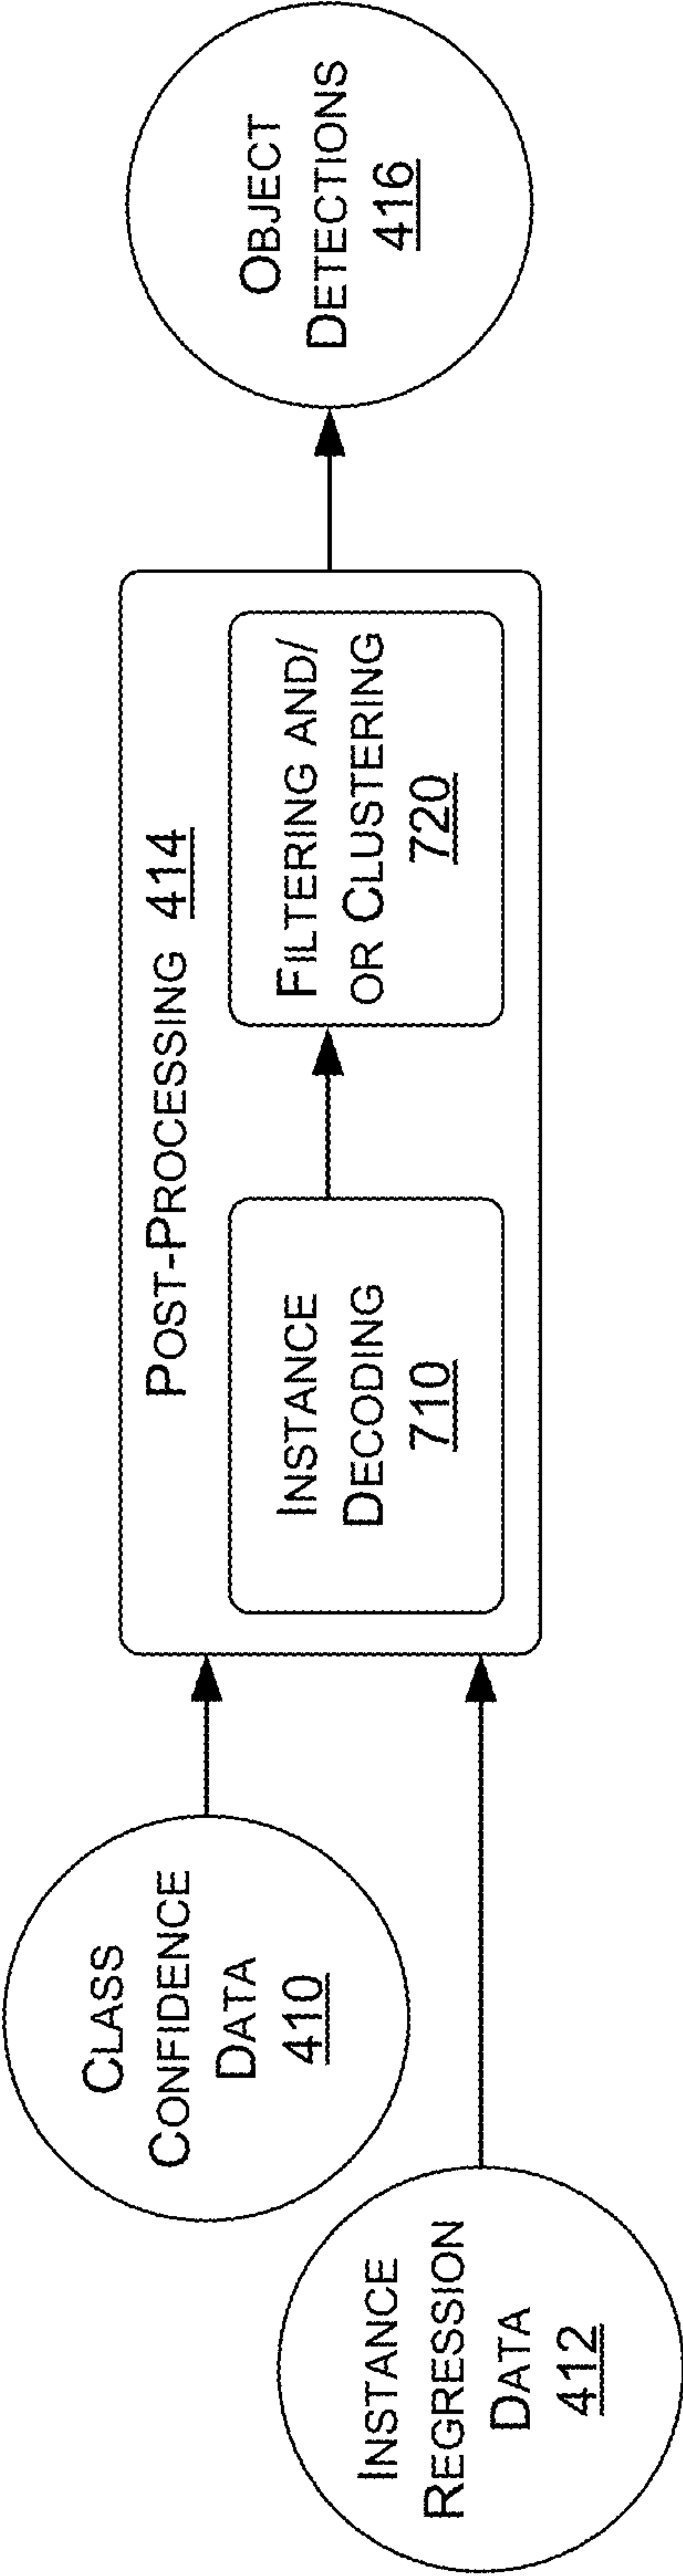 CLASS
CONFIDENCE
DATA
410
INSTANCE
REGRESSION
DATA
412
POST-PROCESSING 414
INSTANCE
DECODING
710
FILTERING AND/
OR CLUSTERING
720
OBJECT
DETECTIONS
416